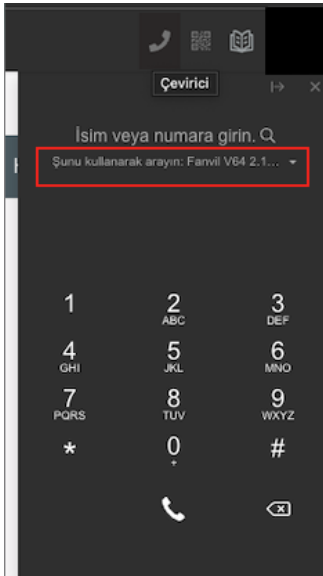 Çevirici
İsim veya numara girin.
Şunu kullanarak arayın: Fanvil V64 2.1...
1 2 3
ABC DEF
4 5 6
GHI JKL MNO
7 8 9
PQRS TUV WXYZ
* 0 #
+